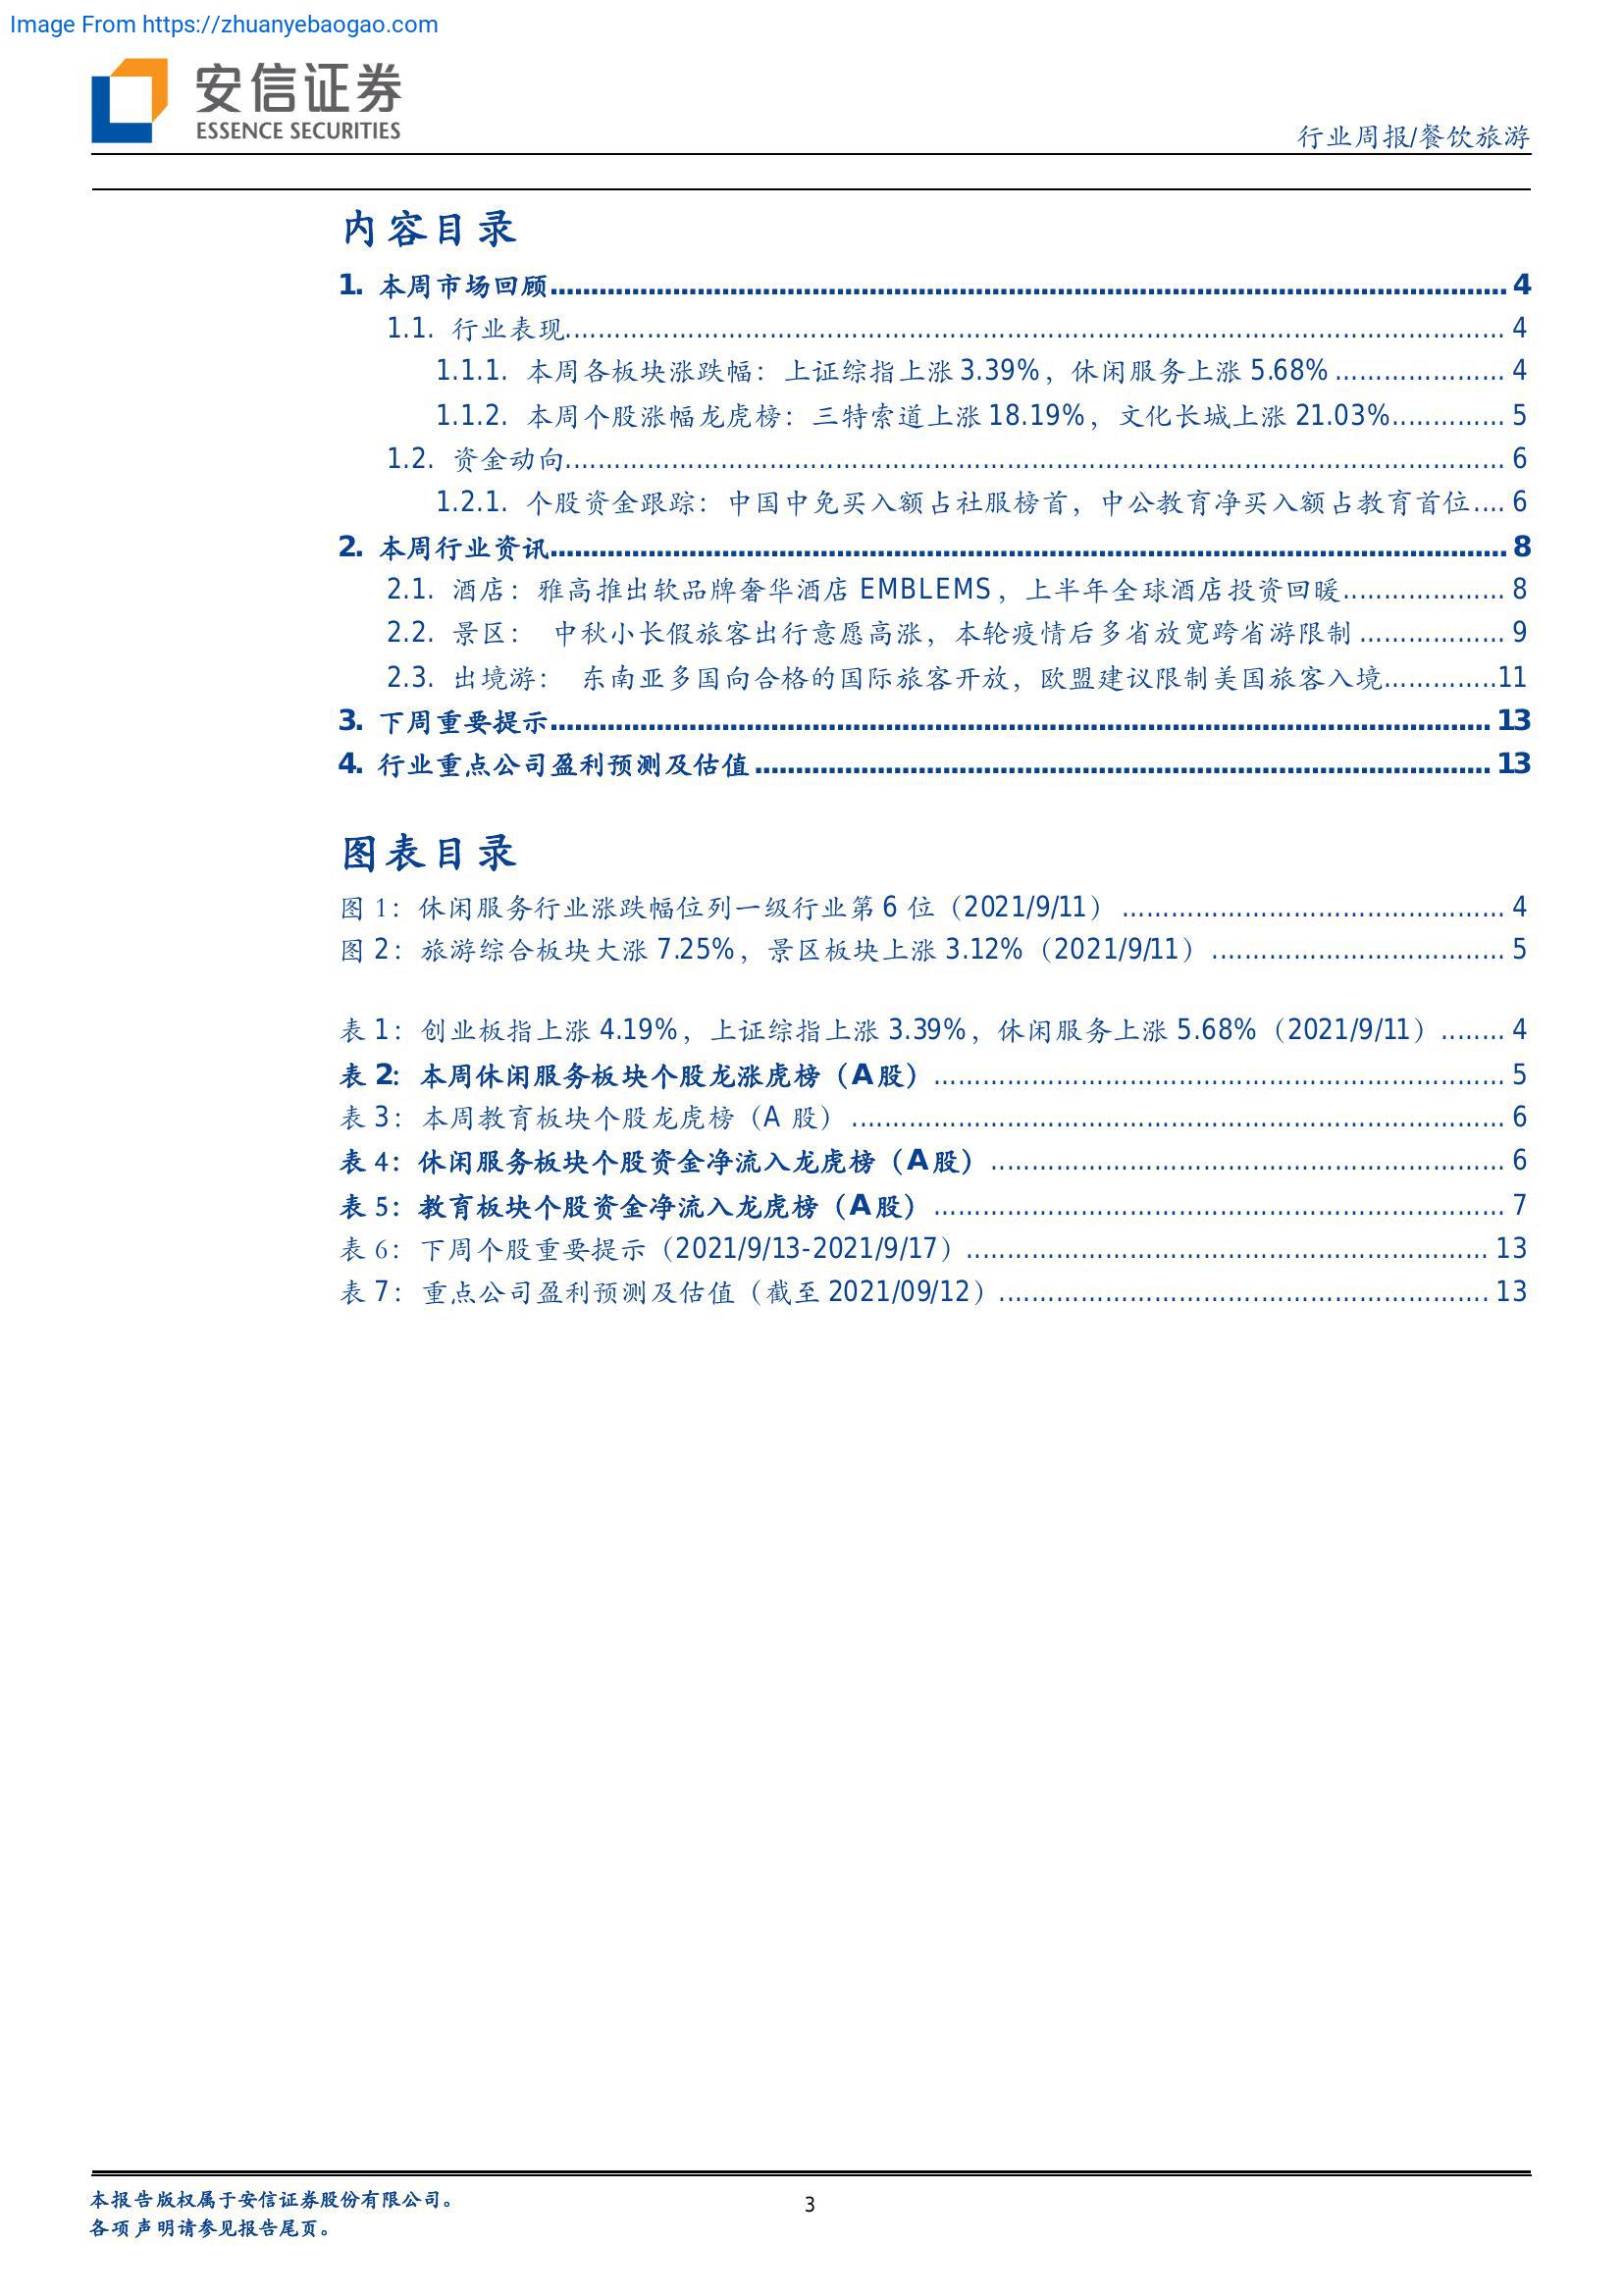 Image From https://zhuanyebaogao.com
安信证券
ESSENCE SECURITIES
行业周报/餐饮旅游
内容目录
1. 本周市场回顾 4
1.1. 行业表现 4
1.1.1. 本周各板块涨跌幅：上证综指上涨 3.39%，休闲服务上涨 5.68% 4
1.1.2. 本周个股涨幅龙虎榜：三特索道上涨 18.19%，文化长城上涨 21.03% 5
1.2. 资金动向 6
1.2.1. 个股资金跟踪：中国中免买入额占社服榜首，中公教育净买入额占教育首位 6
2. 本周行业资讯 8
2.1. 酒店：雅高推出软品牌奢华酒店 EMBLEMS，上半年全球酒店投资回暖 8
2.2. 景区： 中秋小长假旅客出行意愿高涨，本轮疫情后多省放宽跨省游限制 9
2.3. 出境游： 东南亚多国向合格的国际旅客开放，欧盟建议限制美国旅客入境 11
3. 下周重要提示 13
4. 行业重点公司盈利预测及估值 13
图表目录
图 1：休闲服务行业涨跌幅位列一级行业第 6 位（2021/9/11） 4
图 2：旅游综合板块大涨 7.25%，景区板块上涨 3.12%（2021/9/11） 5
表 1：创业板指上涨 4.19%，上证综指上涨 3.39%，休闲服务上涨 5.68%（2021/9/11） 4
表 2：本周休闲服务板块个股龙涨虎榜（A 股） 5
表 3：本周教育板块个股龙虎榜（A 股） 6
表 4：休闲服务板块个股资金净流入龙虎榜（A 股） 6
表 5：教育板块个股资金净流入龙虎榜（A 股） 7
表 6：下周个股重要提示（2021/9/13-2021/9/17） 13
表 7：重点公司盈利预测及估值（截至 2021/09/12） 13
本报告版权属于安信证券股份有限公司。
3
各项声明请参见报告尾页。